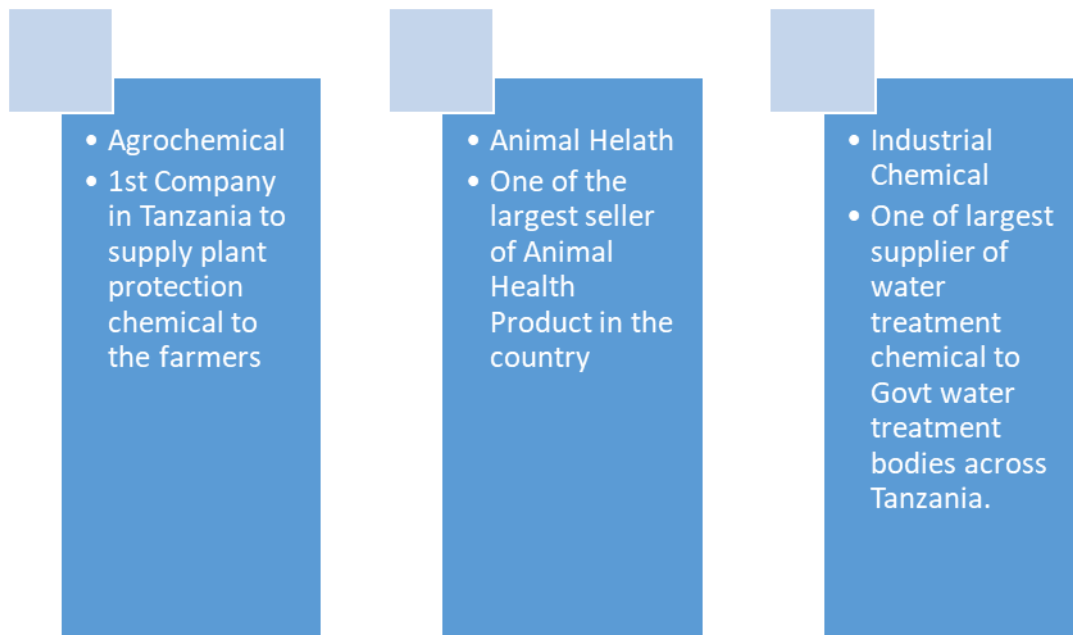 • Agrochemical
• 1st Company
in Tanzania to
supply plant
protection
chemical to
the farmers
• Animal Helath
• One of the
largest seller
of Animal
Health
Product in the
country
• Industrial
Chemical
• One of largest
supplier of
water
treatment
chemical to
Govt water
treatment
bodies across
Tanzania.